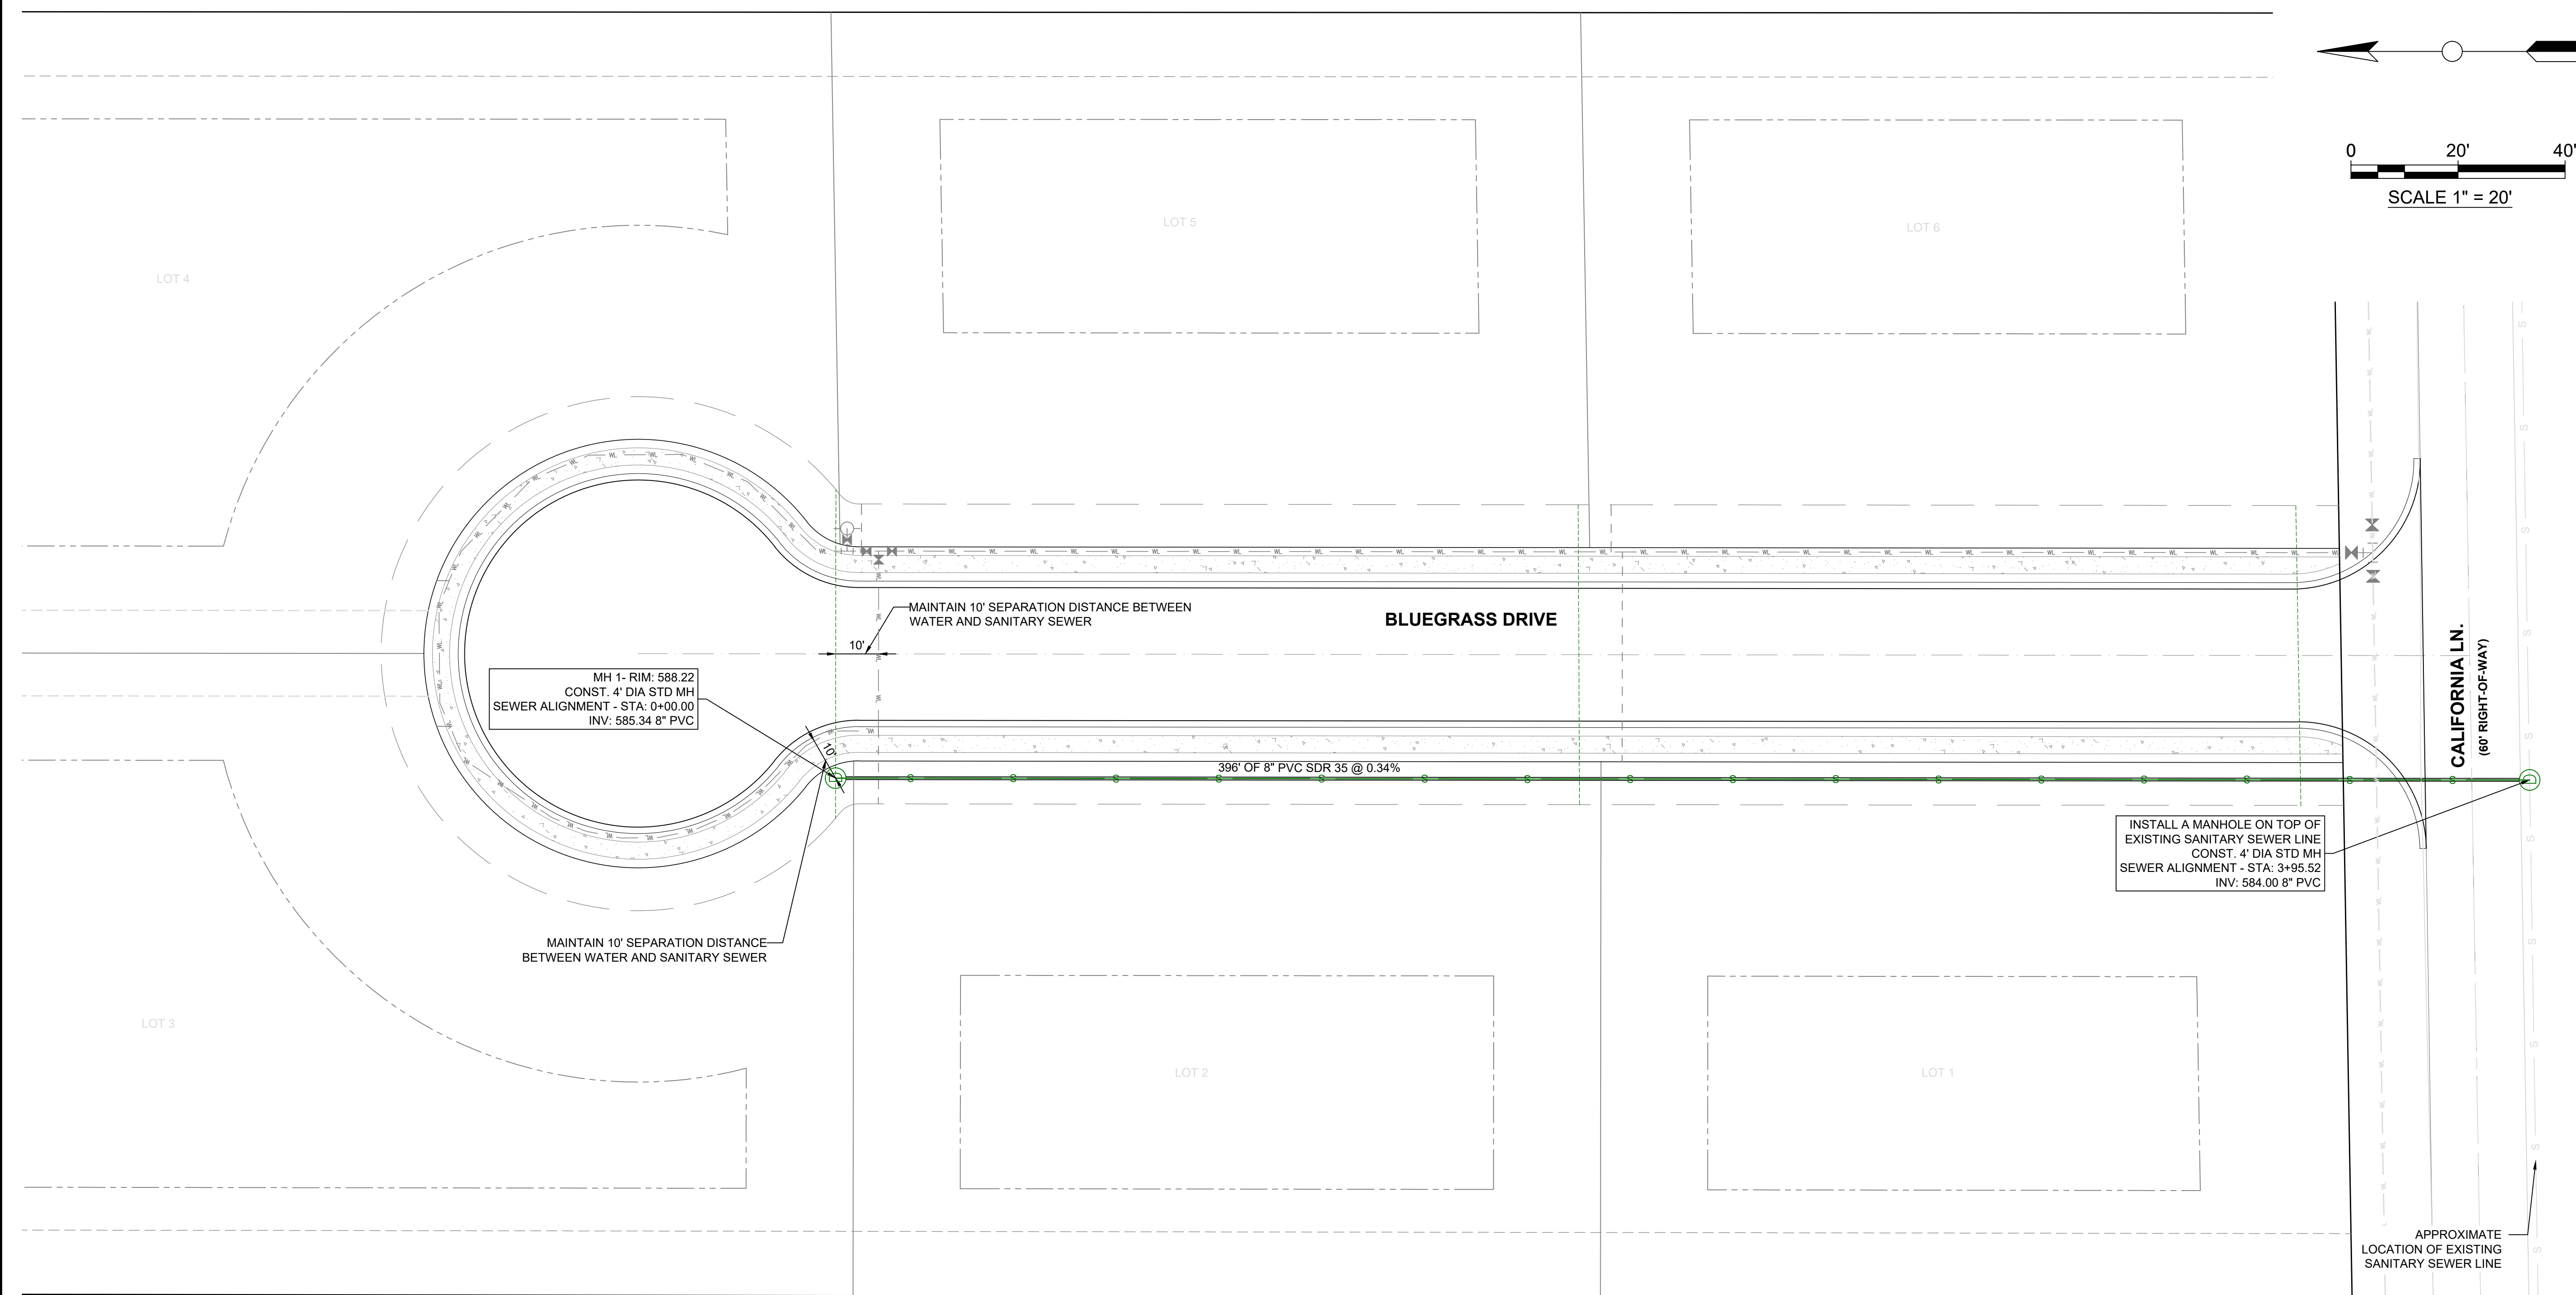 0 20' 40'
SCALE 1" = 20'
LOT 5
LOT 6
LOT 4
MAINTAIN 10' SEPARATION DISTANCE BETWEEN
WATER AND SANITARY SEWER
10'
BLUEGRASS DRIVE
CALIFORNIA LN.
(60' RIGHT-OF-WAY)
MH 1- RIM: 588.22
CONST. 4' DIA STD MH
SEWER ALIGNMENT - STA: 0+00.00
INV: 585.34 8" PVC
10'
396' OF 8" PVC SDR 35 @ 0.34%
INSTALL A MANHOLE ON TOP OF
EXISTING SANITARY SEWER LINE
CONST. 4' DIA STD MH
SEWER ALIGNMENT - STA: 3+95.52
INV: 584.00 8" PVC
MAINTAIN 10' SEPARATION DISTANCE
BETWEEN WATER AND SANITARY SEWER
LOT 3
LOT 2
LOT 1
APPROXIMATE
LOCATION OF EXISTING
SANITARY SEWER LINE